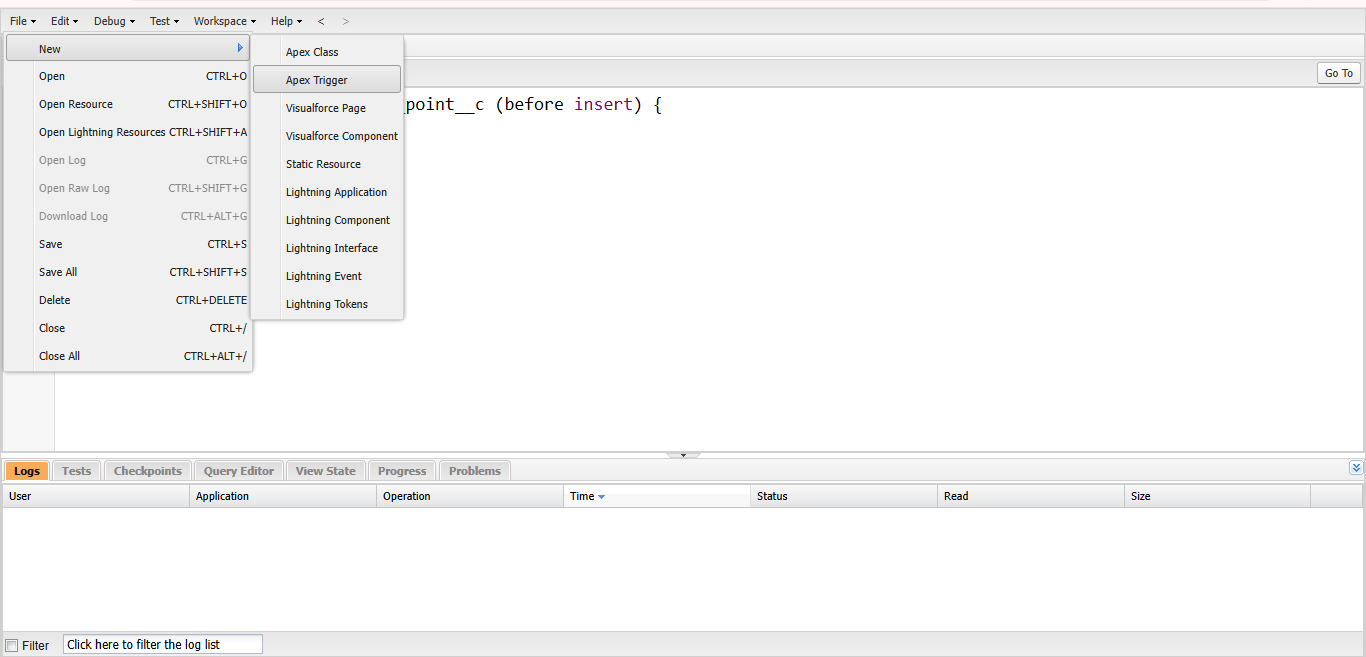 File Edit Debug Test Workspace Help < >
New
Open CTRL+O
Open Resource CTRL+SHIFT+O
Open Lightning Resources CTRL+SHIFT+A
Open Log CTRL+G
Open Raw Log CTRL+SHIFT+G
Download Log CTRL+ALT+G
Save CTRL+S
Save All CTRL+SHIFT+S
Delete CTRL+DELETE
Close CTRL+/
Close All CTRL+ALT+/
Apex Class
Apex Trigger
Visualforce Page
Visualforce Component
Static Resource
Lightning Application
Lightning Component
Lightning Interface
Lightning Event
Lightning Tokens
Go To
_point__c (before insert) {
Logs Tests Checkpoints Query Editor View State Progress Problems
User Application Operation Time Status Read Size
Filter Click here to filter the log list